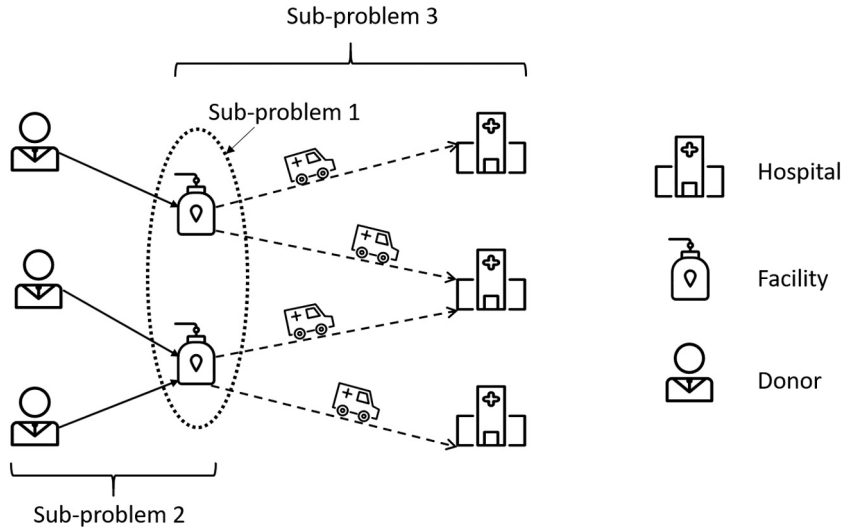 Sub-problem 3
Sub-problem 1
Hospital
Facility
Donor
Sub-problem 2